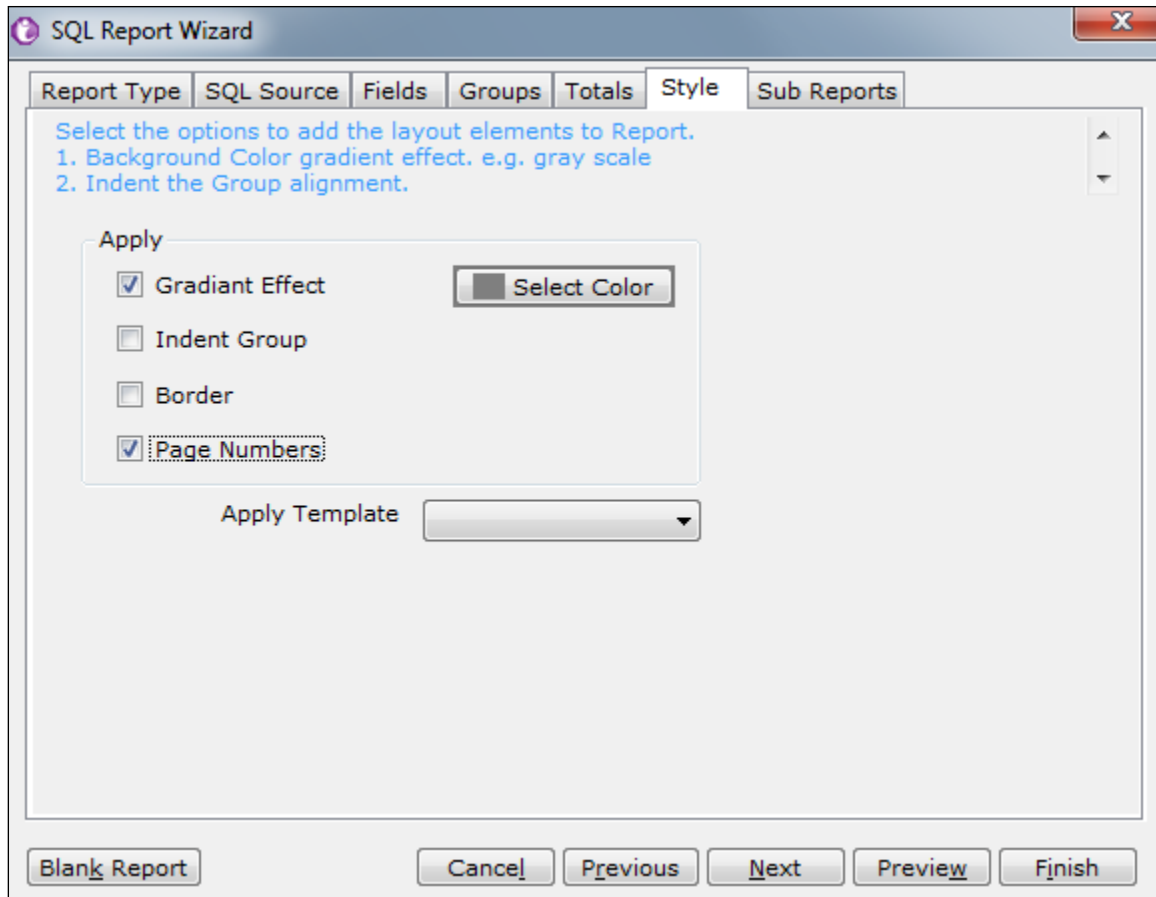 SQL Report Wizard
Report Type SQL Source Fields Groups Totals Style Sub Reports
Select the options to add the layout elements to Report.
1. Background Color gradient effect. e.g. gray scale
2. Indent the Group alignment.
Apply
Gradiant Effect Select Color
Indent Group
Border
Page Numbers
Apply Template
Blank Report Cancel Previous Next Preview Finish